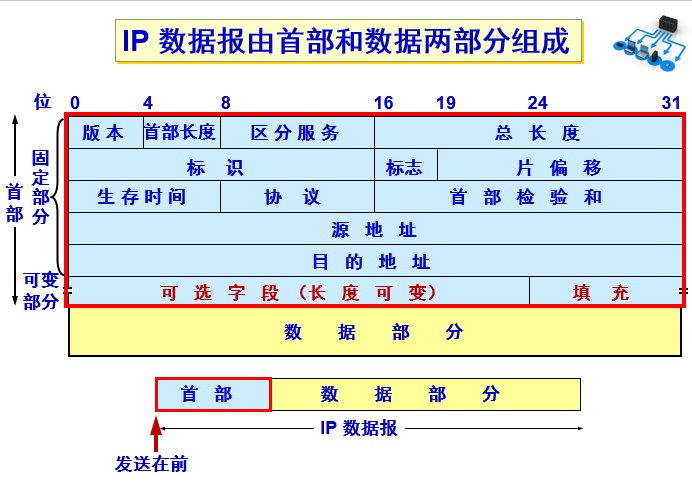 IP 数据报由首部和数据两部分组成
位 0 4 8 16 19 24 31
版本 首部长度 区分服务 总长度
标识 标志 片偏移
生存时间 协议 首部检验和
源地址
目的地址
可选字段（长度可变） 填充
数据部分
首部
固定部分
可变部分
首部 数据部分
IP 数据报
发送在前